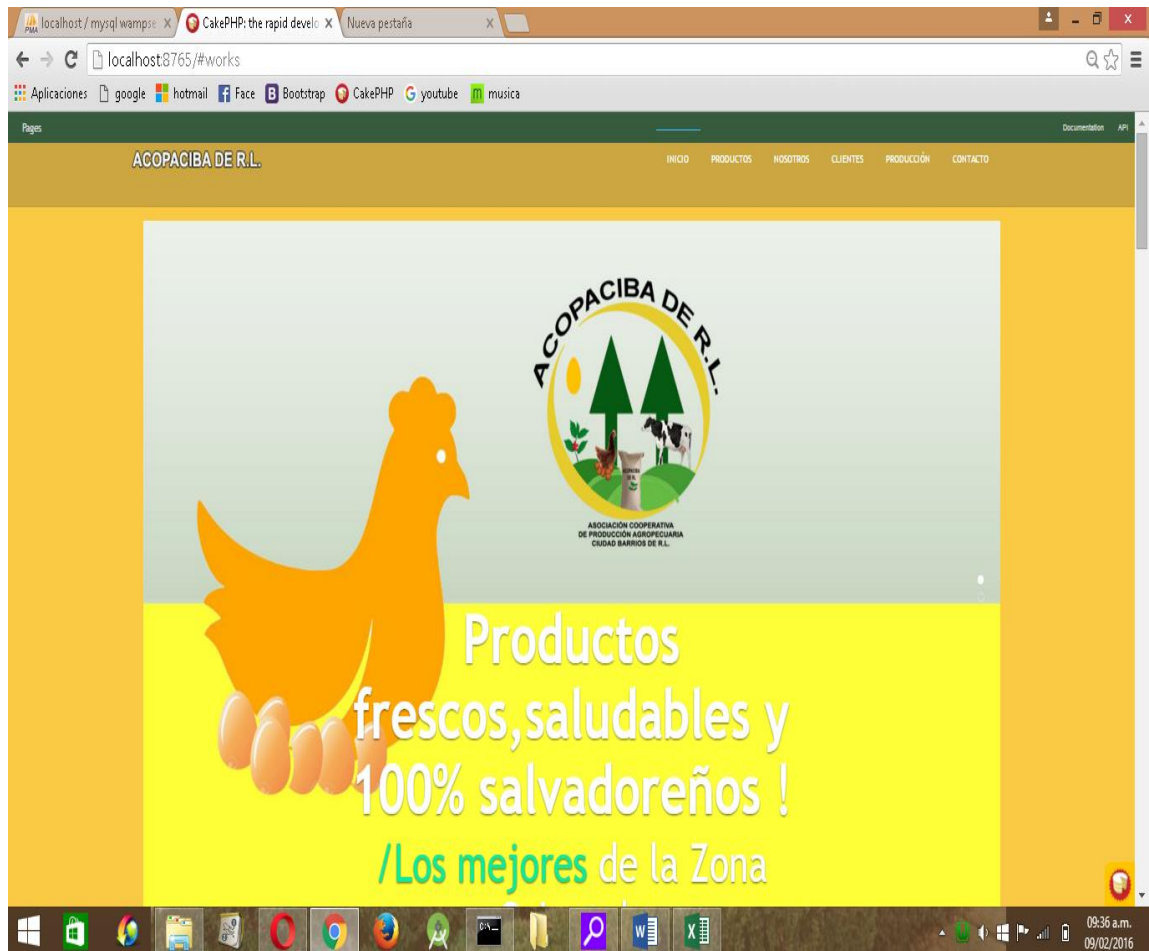 localhost / mysql wampse
CakePHP: the rapid develo
Nueva pestaña
localhost:8765/#works
Aplicaciones google hotmail Face Bootstrap CakePHP youtube musica
Pages
Documentation API
ACOPACIBA DE R.L.
INICIO PRODUCTOS NOSOTROS CLIENTES PRODUCCIÓN CONTACTO
ACOPACIBA DE R.L.
ACOPACIBA
DE R.L.
ASOCIACIÓN COOPERATIVA
DE PRODUCCIÓN AGROPECUARIA
CIUDAD BARRIOS DE R.L.
Productos
frescos,saludables y
100% salvadoreños !
/Los mejores de la Zona
09:36 a.m.
09/02/2016